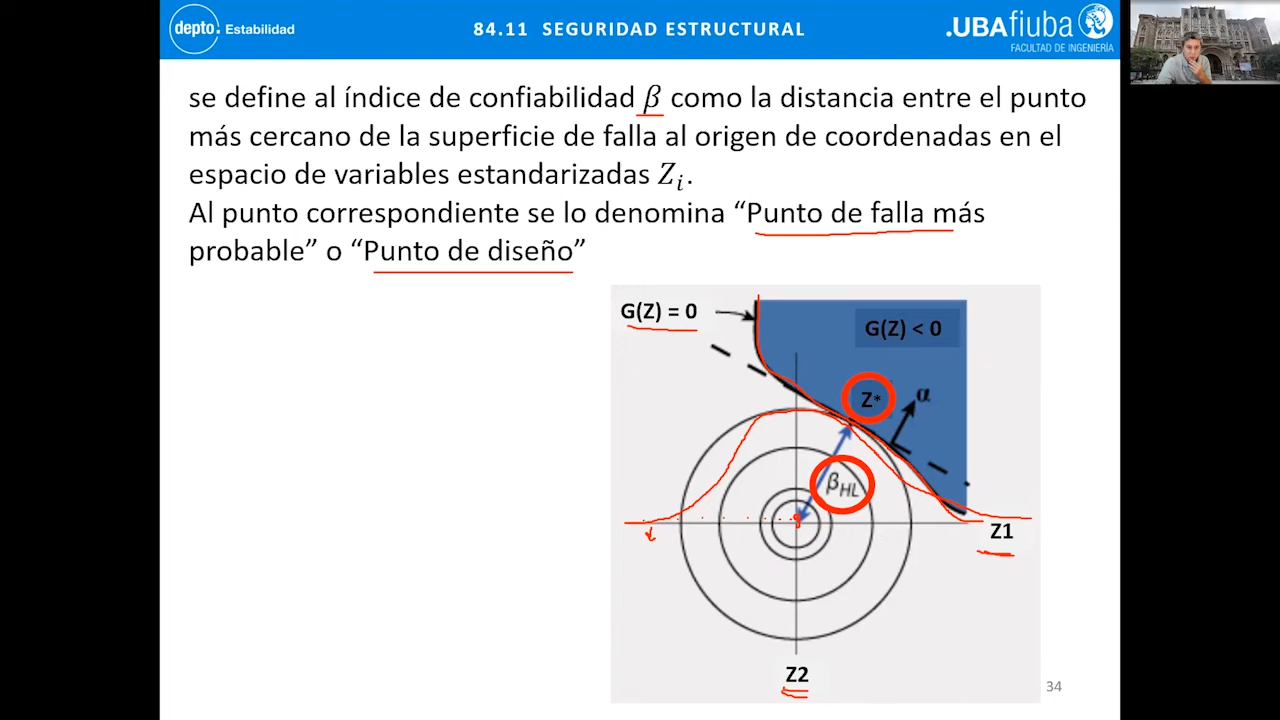 depto. Estabilidad
84.11 SEGURIDAD ESTRUCTURAL
.UBAfiuba
FACULTAD DE INGENIERÍA
se define al índice de confiabilidad β como la distancia entre el punto
más cercano de la superficie de falla al origen de coordenadas en el
espacio de variables estandarizadas Zᵢ.
Al punto correspondiente se lo denomina “Punto de falla más
probable” o “Punto de diseño”
G(Z) = 0
G(Z) < 0
Z*
α
βHL
Z1
Z2
34